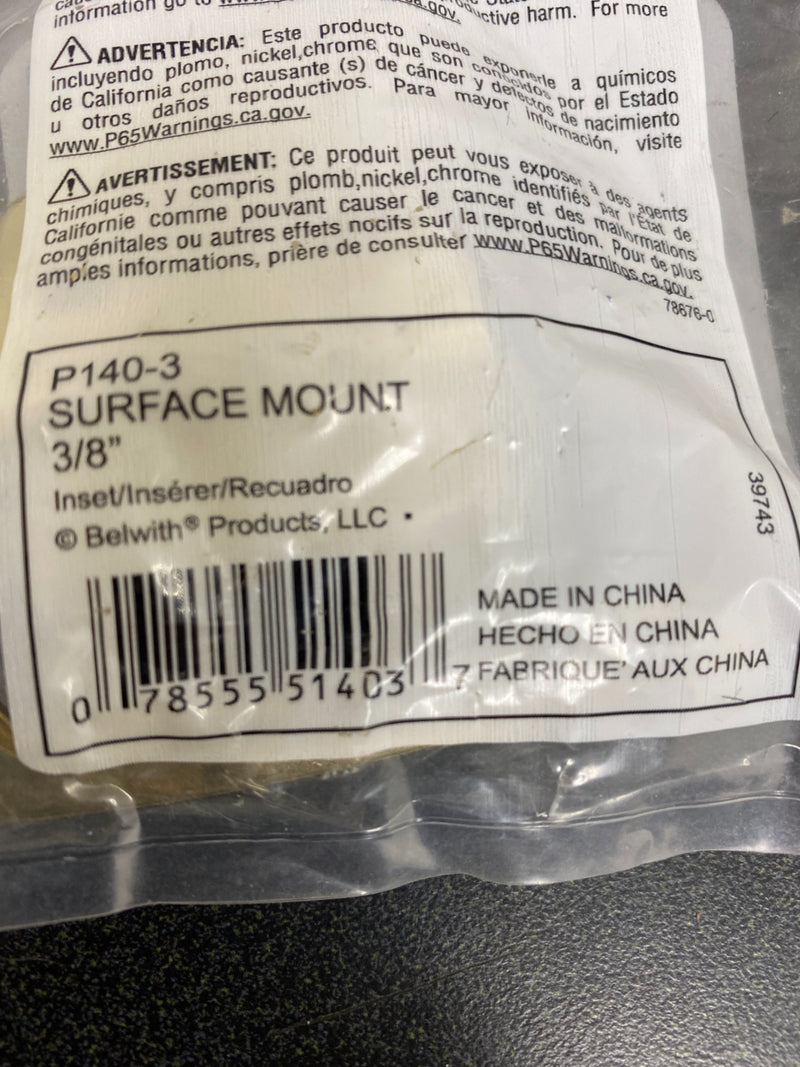 information go to www.
ca.gov.
ductive harm. For more
ADVERTENCIA: Este producto puede exponerle a químicos
incluyendo plomo, nickel,chrome, que son conocidos por el Estado
de California como causante (s) de cáncer y defectos de nacimiento
u otros daños reproductivos. Para mayor información, visite
www.P65Warnings.ca.gov.
AVERTISSEMENT: Ce produit peut vous exposer à des agents
chimiques, y compris plomb,nickel,chrome identifiés par l'État de
Californie comme pouvant causer le cancer et des malformations
congénitales ou autres effets nocifs sur la reproduction. Pour de plus
amples informations, prière de consulter www.P65Warnings.ca.gov.
78676-0
P140-3
SURFACE MOUNT
3/8"
Inset/Insérer/Recuadro
© Belwith® Products, LLC •
39743
MADE IN CHINA
HECHO EN CHINA
FABRIQUE' AUX CHINA
0 78555 51403 7